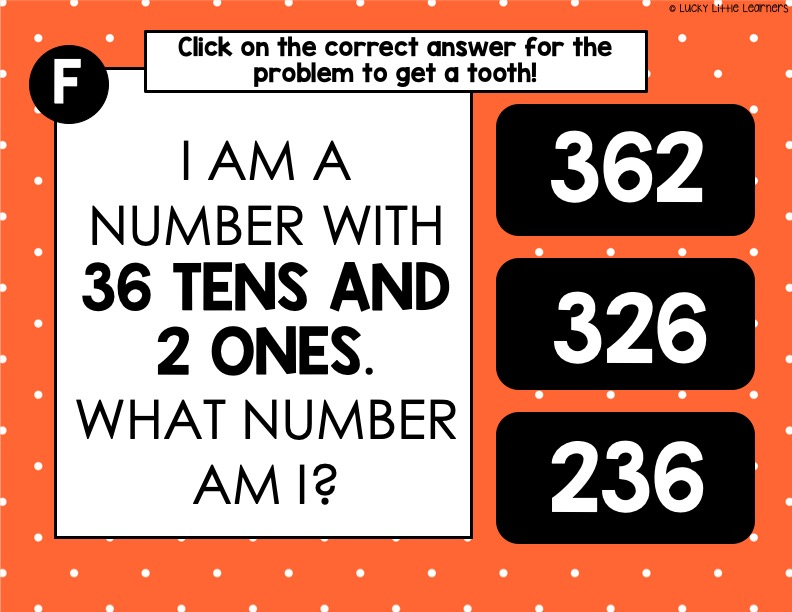 © Lucky Little Learners
Click on the correct answer for the
problem to get a tooth!
F
I AM A
NUMBER WITH
36 TENS AND
2 ONES.
WHAT NUMBER
AM I?
362
326
236